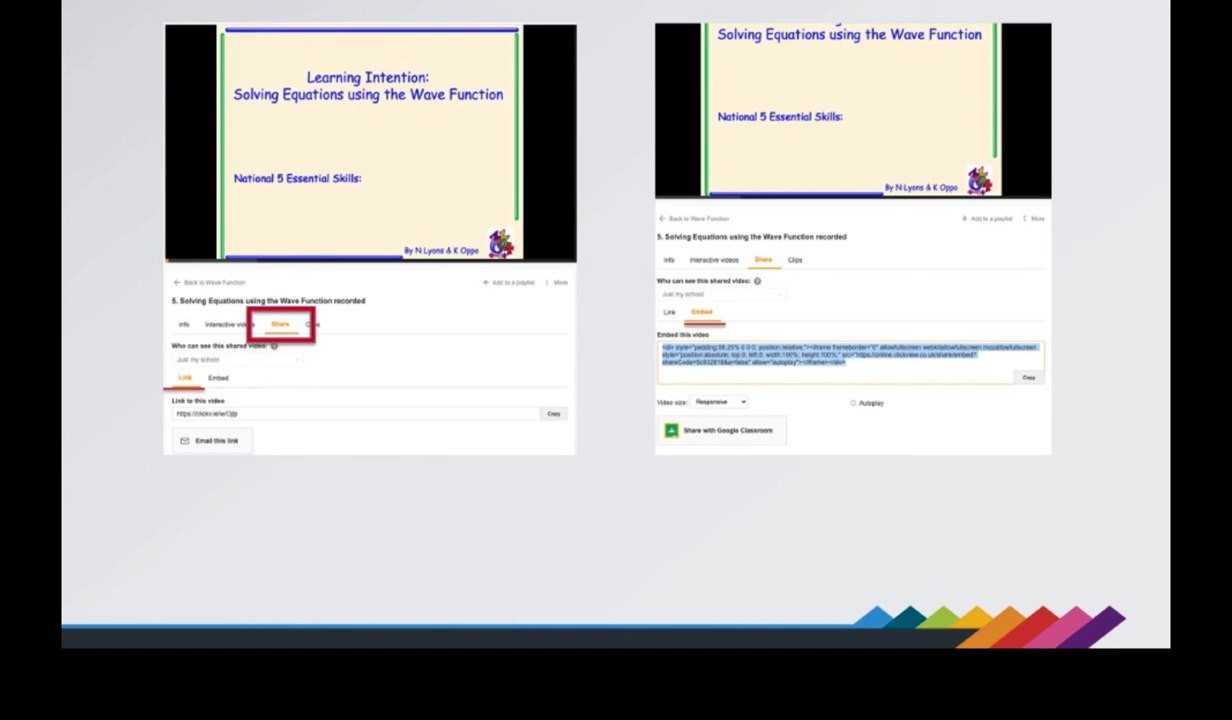 Learning Intention:
Solving Equations using the Wave Function
National 5 Essential Skills:
By N Lyons & K Oppo
Back to Wave Function
Add to a playlist
More
5. Solving Equations using the Wave Function recorded
Info
Share
Who can see this shared video:
Just my school
Link
Embed
Link to this video
Copy
Email this link
Solving Equations using the Wave Function
National 5 Essential Skills:
By N Lyons & K Oppo
Back to Wave Function
Add to a playlist
More
5. Solving Equations using the Wave Function recorded
Info
Interactive videos
Share
Clips
Who can see this shared video:
Just my school
Link
Embed
Embed this video
Copy
Video size:
Responsive
Autoplay
Share with Google Classroom